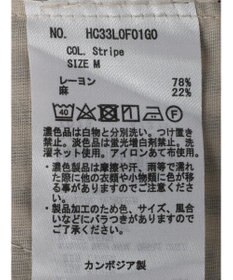 NO. HC33L0F01G0
COL. Stripe
SIZE M
レーヨン 78%
麻 22%
40
濃色品は白物と分別洗い。つけ置き
禁止。淡色品は蛍光増白剤禁止。洗
濯ネット使用。アイロンあて布使用。
濃色製品は摩擦や汗、雨等で濡れ
た際に他の衣類や小物類に色が移
る事がありますのでご注意くださ
い。
・製品加工のため色、サイズ、風合
いなどにバラつきがありますのでご
了承ください。
カンボジア製